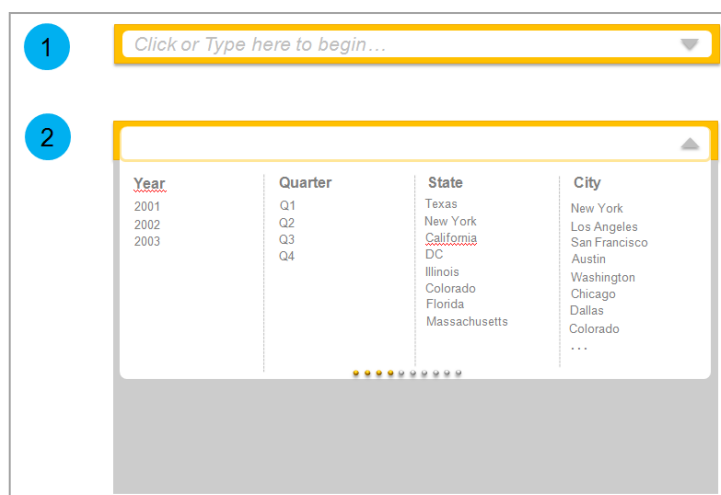 1
Click or Type here to begin...
2
Year
2001
2002
2003
Quarter
Q1
Q2
Q3
Q4
State
Texas
New York
California
DC
Illinois
Colorado
Florida
Massachusetts
City
New York
Los Angeles
San Francisco
Austin
Washington
Chicago
Dallas
Colorado
...